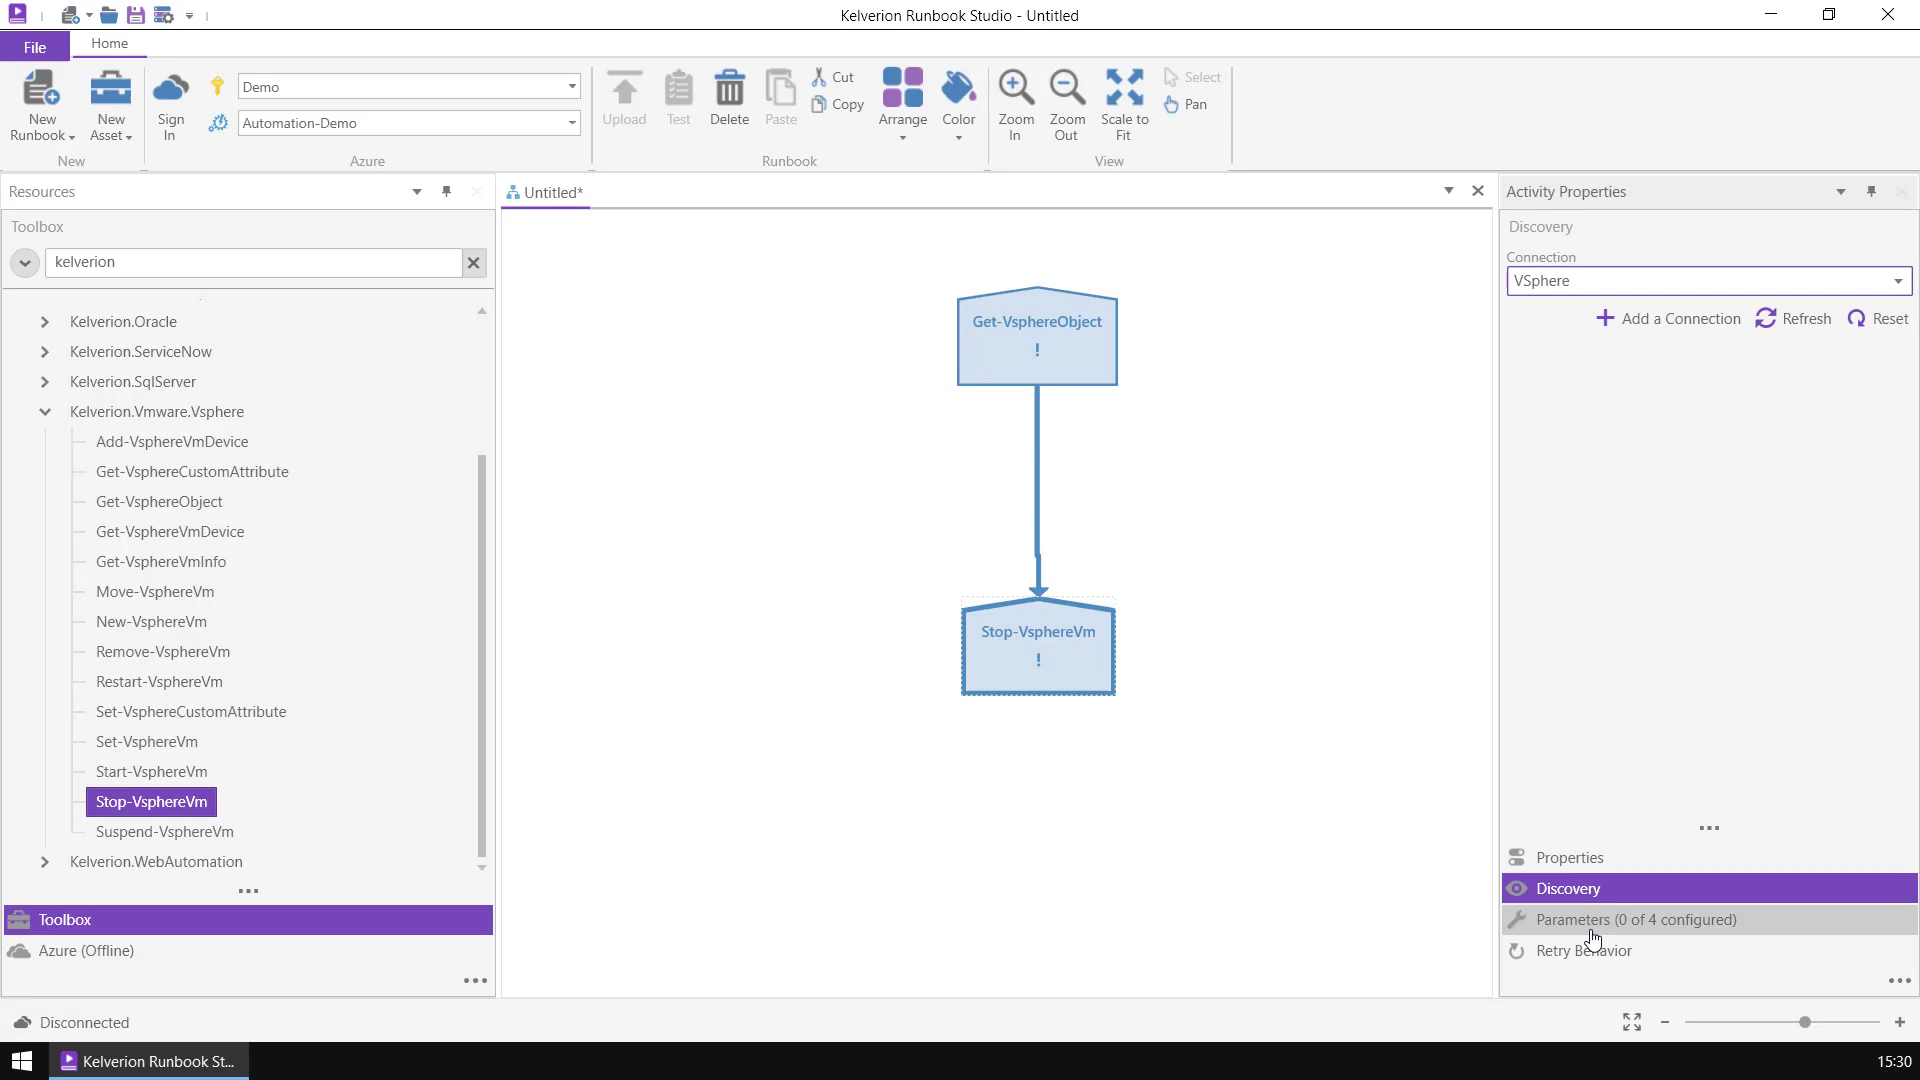 Kelverion Runbook Studio - Untitled
File
Home
New
Runbook
New
Asset
New
Sign
In
Demo
Automation-Demo
Azure
Upload
Test
Delete
Paste
Cut
Copy
Arrange
Color
Runbook
Zoom
In
Zoom
Out
Scale to
Fit
Select
Pan
View
Resources
Toolbox
kelverion
Kelverion.Oracle
Kelverion.ServiceNow
Kelverion.SqlServer
Kelverion.Vmware.Vsphere
Add-VsphereVmDevice
Get-VsphereCustomAttribute
Get-VsphereObject
Get-VsphereVmDevice
Get-VsphereVmInfo
Move-VsphereVm
New-VsphereVm
Remove-VsphereVm
Restart-VsphereVm
Set-VsphereCustomAttribute
Set-VsphereVm
Start-VsphereVm
Stop-VsphereVm
Suspend-VsphereVm
Kelverion.WebAutomation
Toolbox
Azure (Offline)
Untitled*
Get-VsphereObject
!
Stop-VsphereVm
!
Activity Properties
Discovery
Connection
VSphere
Add a Connection
Refresh
Reset
Properties
Discovery
Parameters (0 of 4 configured)
Retry Behavior
Disconnected
Kelverion Runbook St...
15:30